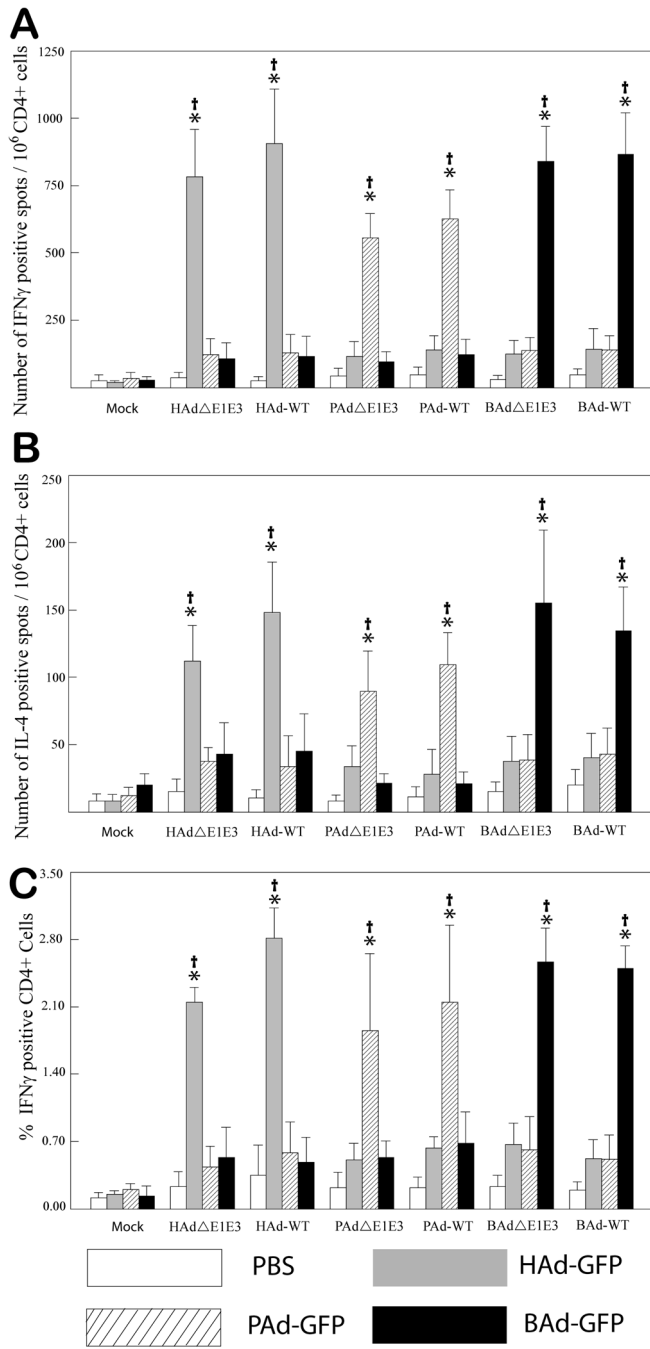 A
Number of IFNγ positive spots / 10⁶CD4+ cells
1250
1000
750
500
250
† * † * † * † * † * † *
Mock HAd△E1E3 HAd-WT PAd△E1E3 PAd-WT BAd△E1E3 BAd-WT
B
Number of IL-4 positive spots / 10⁶CD4+ cells
250
200
150
100
50
† * † * † * † * † * † *
Mock HAd△E1E3 HAd-WT PAd△E1E3 PAd-WT BAd△E1E3 BAd-WT
C
% IFNγ positive CD4+ Cells
3.50
2.80
2.10
1.40
0.70
0.00
† * † * † * † * † * † *
Mock HAd△E1E3 HAd-WT PAd△E1E3 PAd-WT BAd△E1E3 BAd-WT
PBS HAd-GFP
PAd-GFP BAd-GFP